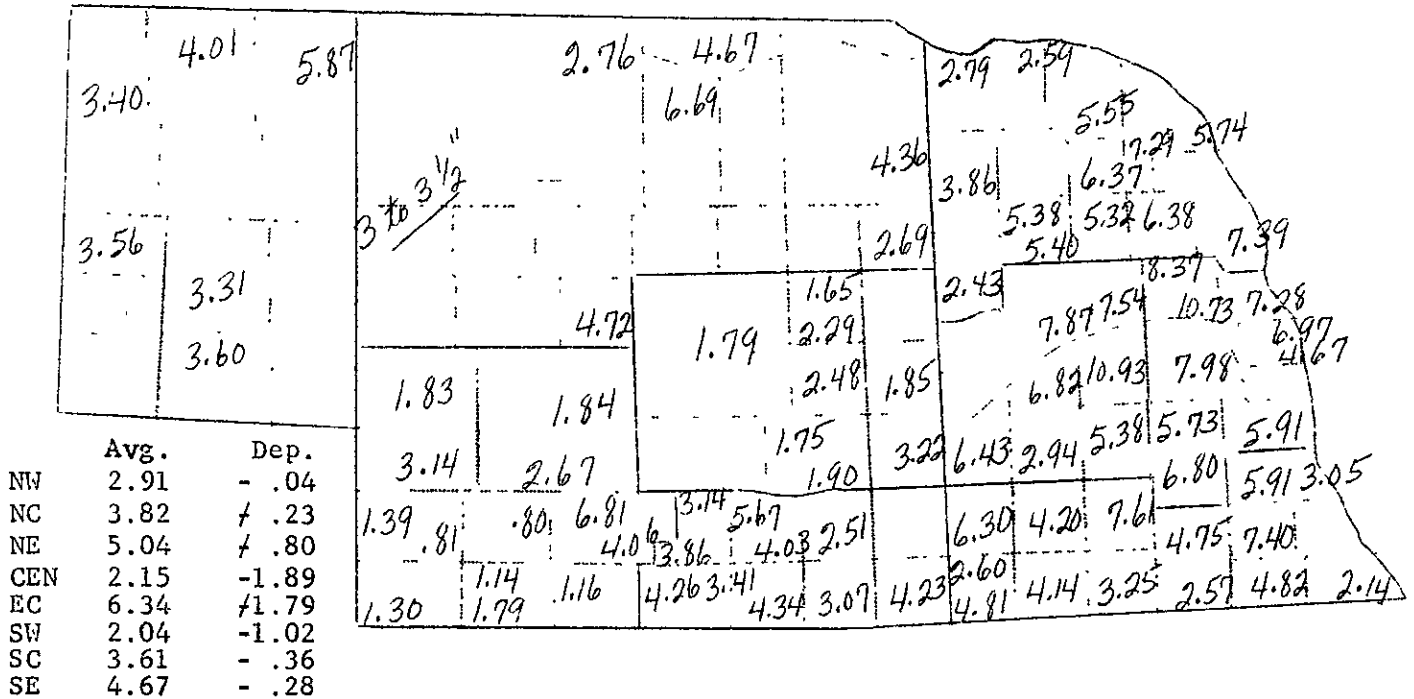 4.01 5.87 2.76 4.67 2.79 2.59
3.40 6.69 5.55
7.29 5.74
3 to 3 1/2" 4.36 3.86 6.37
5.38 5.32 6.38
3.56 2.69 5.40 7.39
3.31 1.65 2.43 8.37
4.72 1.79 2.29 7.87 7.54 10.73 7.28
3.60 6.97
4.67
1.83 1.84 2.48 1.85 6.82 10.93 7.98
3.14 2.67 1.75 3.22 6.43 2.94 5.38 5.73 5.91
1.90 6.80 5.91 3.05
1.39 .81 .80 6.81 3.14 5.67 2.51 6.30 4.20 7.61
4.06 3.86 4.03 4.75 7.40
1.14 1.16 4.26 3.41 2.60
1.30 1.79 4.34 3.07 4.23 4.81 4.14 3.25 2.57 4.82 2.14
Avg. Dep.
NW 2.91 - .04
NC 3.82 ≠ .23
NE 5.04 ≠ .80
CEN 2.15 -1.89
EC 6.34 ≠1.79
SW 2.04 -1.02
SC 3.61 - .36
SE 4.67 - .28